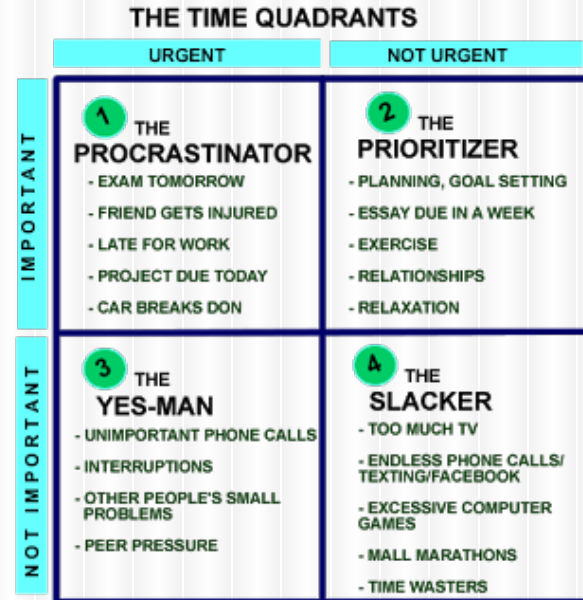 THE TIME QUADRANTS
URGENT
NOT URGENT
IMPORTANT
1
THE
PROCRASTINATOR
- EXAM TOMORROW
- FRIEND GETS INJURED
- LATE FOR WORK
- PROJECT DUE TODAY
- CAR BREAKS DON
2
THE
PRIORITIZER
- PLANNING, GOAL SETTING
- ESSAY DUE IN A WEEK
- EXERCISE
- RELATIONSHIPS
- RELAXATION
NOT IMPORTANT
3
THE
YES-MAN
- UNIMPORTANT PHONE CALLS
- INTERRUPTIONS
- OTHER PEOPLE'S SMALL
PROBLEMS
- PEER PRESSURE
4
THE
SLACKER
- TOO MUCH TV
- ENDLESS PHONE CALLS/
TEXTING/FACEBOOK
- EXCESSIVE COMPUTER
GAMES
- MALL MARATHONS
- TIME WASTERS